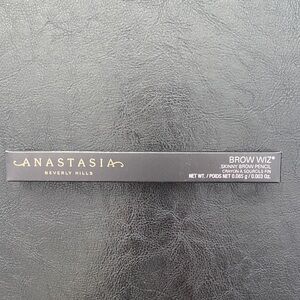 ANASTASIA
BEVERLY HILLS
BROW WIZ®
SKINNY BROW PENCIL
CRAYON À SOURCILS FIN
NET WT. / POIDS NET 0.085 g / 0.003 Oz.